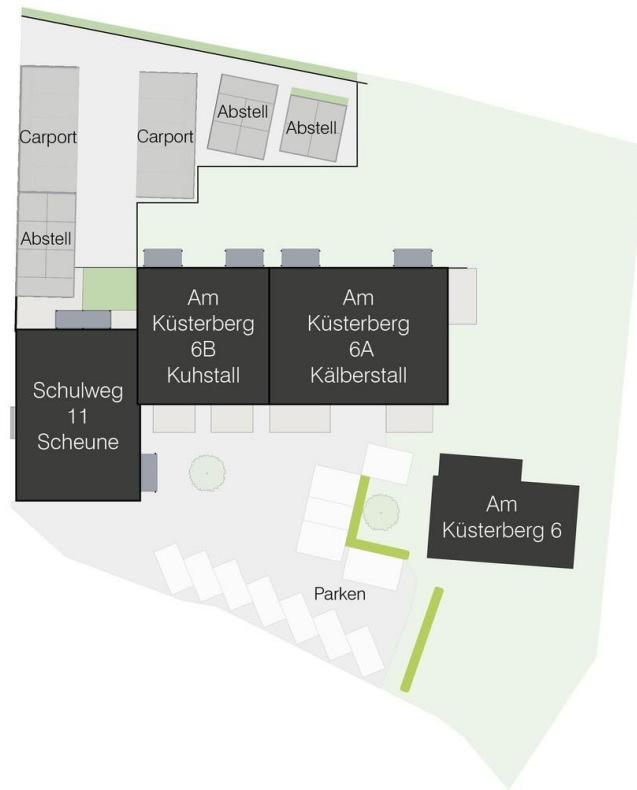 Abstell
Abstell
Carport
Carport
Abstell
Am
Küsterberg
6B
Kuhstall
Am
Küsterberg
6A
Kälberstall
Schulweg
11
Scheune
Am
Küsterberg 6
Parken